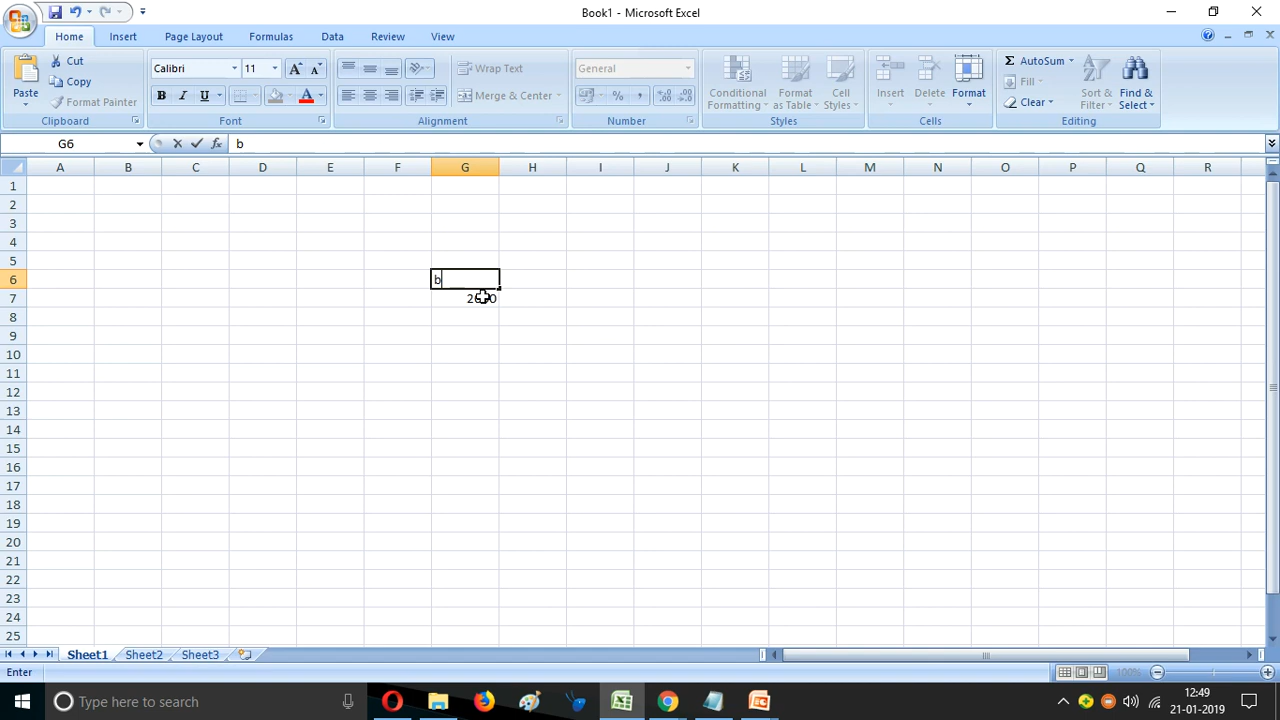 Book1 - Microsoft Excel
Home Insert Page Layout Formulas Data Review View
Cut
Copy
Format Painter
Paste
Clipboard
Calibri 11
A A
B I U A
Font
Wrap Text
Merge & Center
Alignment
General
% ,
Number
Conditional Formatting
Format as Table
Cell Styles
Styles
Insert Delete Format
Cells
Σ AutoSum
Fill
Clear
Sort & Filter
Find & Select
Editing
G6 fx b
A B C D E F G H I J K L M N O P Q R
1
2
3
4
5
6 b
7
8
9
10
11
12
13
14
15
16
17
18
19
20
21
22
23
24
25
Sheet1 Sheet2 Sheet3
Enter 100%
Type here to search
12:49
21-01-2019